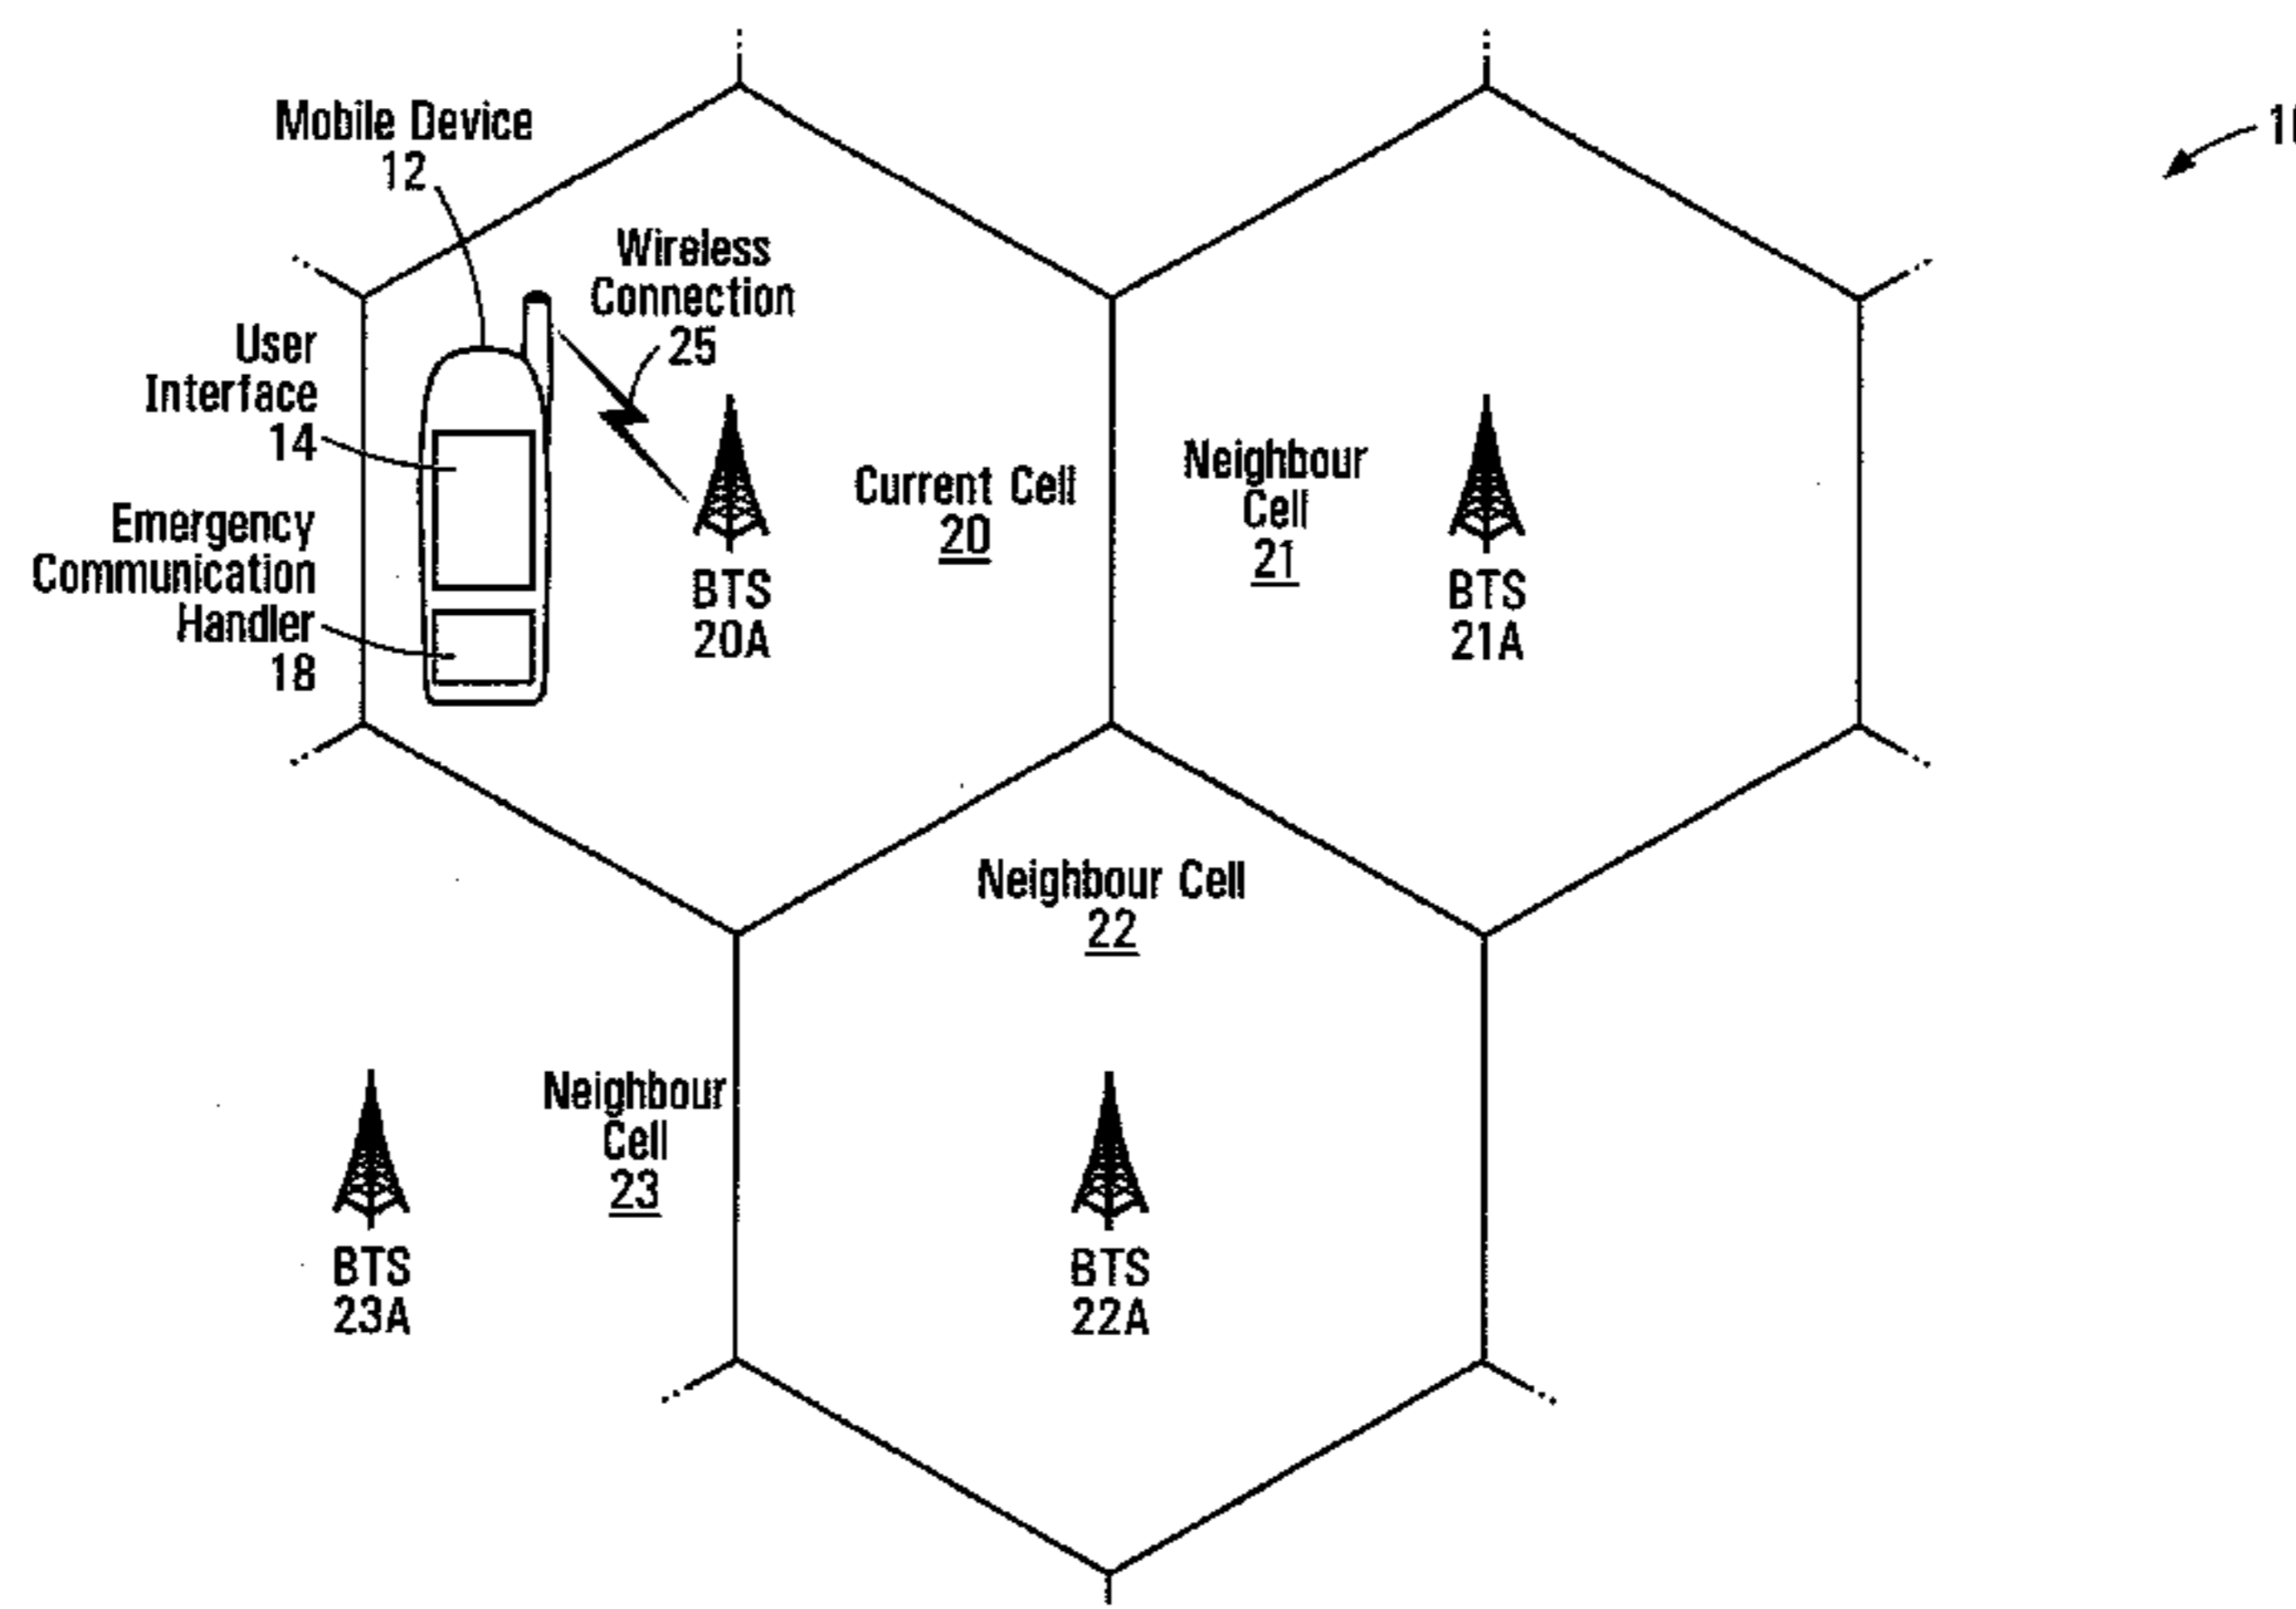 Mobile Device
12
Wireless
Connection
25
User
Interface
14
Emergency
Communication
Handler
18
BTS
20A
Current Cell
20
Neighbour
Cell
21
BTS
21A
Neighbour Cell
22
Neighbour
Cell
23
BTS
23A
BTS
22A